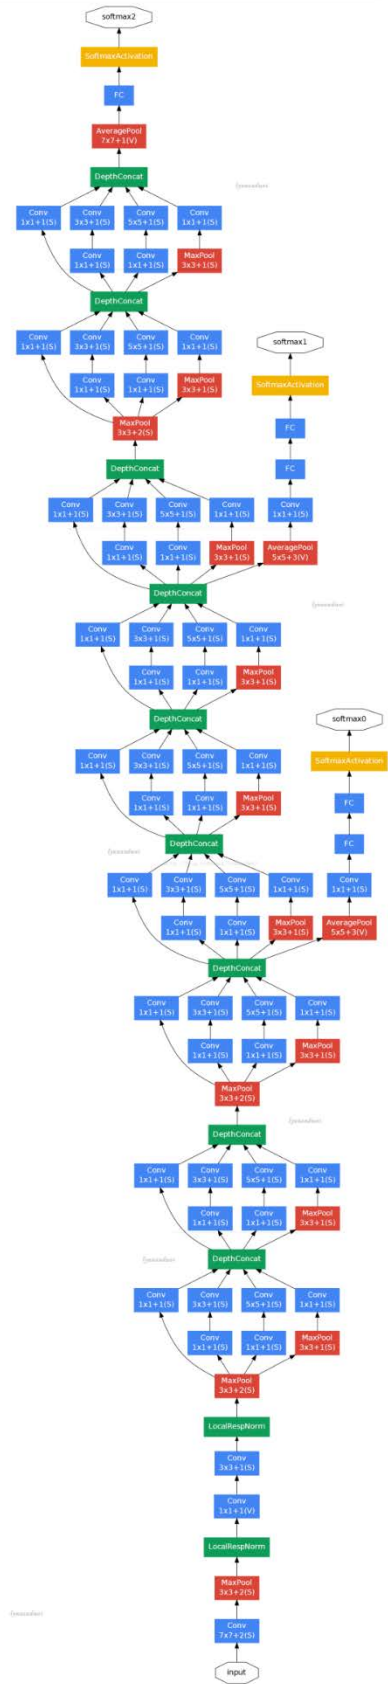 softmax2
SoftmaxActivation
FC
AveragePool
7x7+1(V)
DepthConcat
Conv Conv Conv Conv
1x1+1(S) 3x3+1(S) 5x5+1(S) 1x1+1(S)
Conv Conv MaxPool
1x1+1(S) 1x1+1(S) 3x3+1(S)
DepthConcat
Conv Conv Conv Conv
1x1+1(S) 3x3+1(S) 5x5+1(S) 1x1+1(S)
softmax1
Conv Conv MaxPool
1x1+1(S) 1x1+1(S) 3x3+1(S)
SoftmaxActivation
MaxPool
3x3+2(S)
FC
DepthConcat
FC
Conv Conv Conv Conv Conv
1x1+1(S) 3x3+1(S) 5x5+1(S) 1x1+1(S) 1x1+1(S)
Conv Conv MaxPool AveragePool
1x1+1(S) 1x1+1(S) 3x3+1(S) 5x5+3(V)
DepthConcat
Conv Conv Conv Conv
1x1+1(S) 3x3+1(S) 5x5+1(S) 1x1+1(S)
Conv Conv MaxPool
1x1+1(S) 1x1+1(S) 3x3+1(S)
DepthConcat
softmax0
Conv Conv Conv Conv
1x1+1(S) 3x3+1(S) 5x5+1(S) 1x1+1(S)
SoftmaxActivation
Conv Conv MaxPool
1x1+1(S) 1x1+1(S) 3x3+1(S)
FC
DepthConcat
FC
Conv Conv Conv Conv Conv
1x1+1(S) 3x3+1(S) 5x5+1(S) 1x1+1(S) 1x1+1(S)
Conv Conv MaxPool AveragePool
1x1+1(S) 1x1+1(S) 3x3+1(S) 5x5+3(V)
DepthConcat
Conv Conv Conv Conv
1x1+1(S) 3x3+1(S) 5x5+1(S) 1x1+1(S)
Conv Conv MaxPool
1x1+1(S) 1x1+1(S) 3x3+1(S)
MaxPool
3x3+2(S)
DepthConcat
Conv Conv Conv Conv
1x1+1(S) 3x3+1(S) 5x5+1(S) 1x1+1(S)
Conv Conv MaxPool
1x1+1(S) 1x1+1(S) 3x3+1(S)
DepthConcat
Conv Conv Conv Conv
1x1+1(S) 3x3+1(S) 5x5+1(S) 1x1+1(S)
Conv Conv MaxPool
1x1+1(S) 1x1+1(S) 3x3+1(S)
MaxPool
3x3+2(S)
LocalRespNorm
Conv
3x3+1(S)
Conv
1x1+1(V)
LocalRespNorm
MaxPool
3x3+2(S)
Conv
7x7+2(S)
input